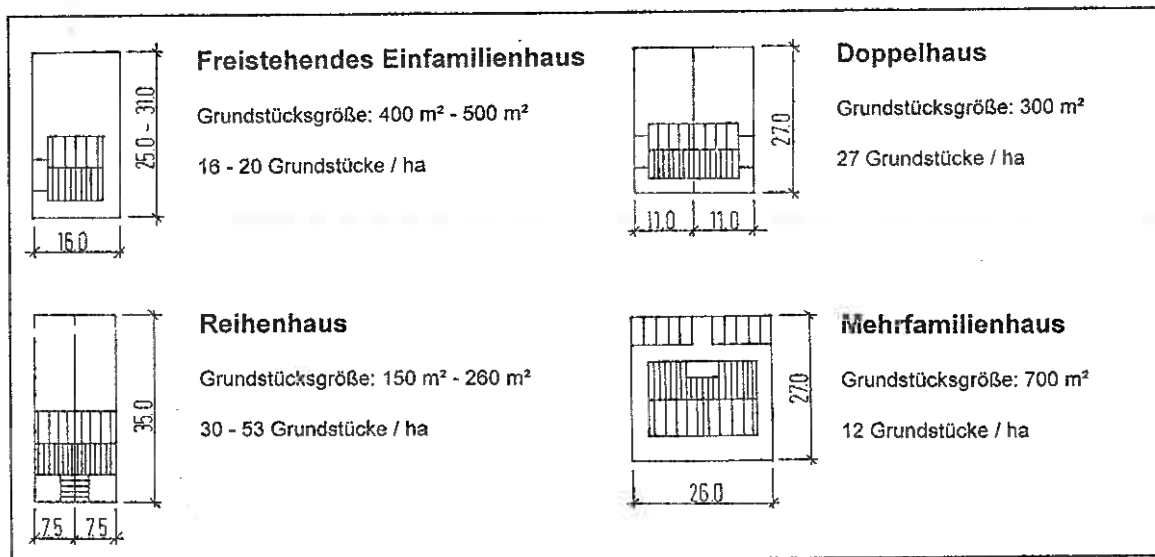 Freistehendes Einfamilienhaus
Grundstücksgröße: 400 m² - 500 m²
16 - 20 Grundstücke / ha
25.0 - 31.0
16.0
Doppelhaus
Grundstücksgröße: 300 m²
27 Grundstücke / ha
27.0
11.0 11.0
Reihenhaus
Grundstücksgröße: 150 m² - 260 m²
30 - 53 Grundstücke / ha
35.0
7.5 7.5
Mehrfamilienhaus
Grundstücksgröße: 700 m²
12 Grundstücke / ha
27.0
26.0